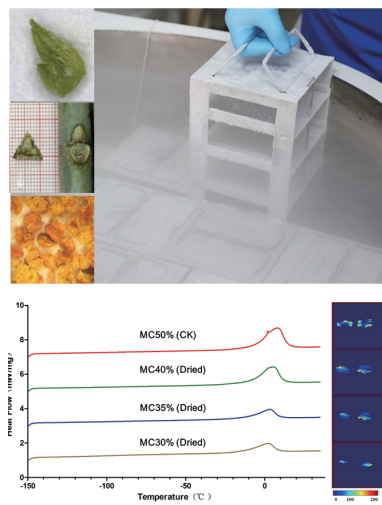 10
8
6
4
2
0
MC50% (CK)
MC40% (Dried)
MC35% (Dried)
MC30% (Dried)
-150 -100 -50 0
Temperature (℃)
0 100 250